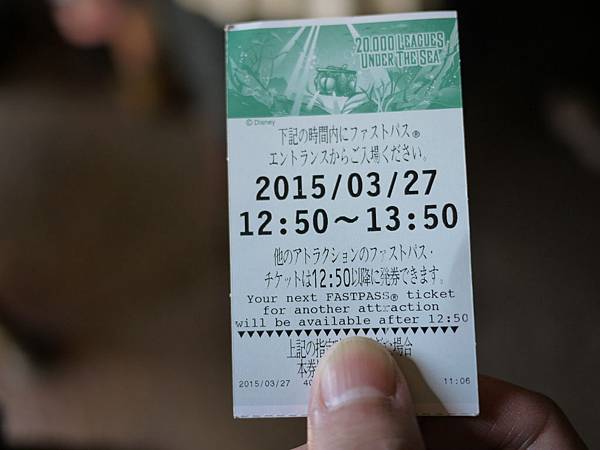 20,000 LEAGUES
UNDER THE SEA
© Disney
下記の時間内にファストパス®
エントランスからご入場ください。
2015/03/27
12:50～13:50
他のアトラクションのファストパス・
チケットは12:50以降に発券できます。
Your next FASTPASS® ticket
for another attraction
will be available after 12:50
▼▼▼▼▼▼▼▼▼▼▼▼▼▼▼▼▼▼▼▼▼▼▼▼▼▼▼
上記の指定 場合
本券
2015/03/27 11:06